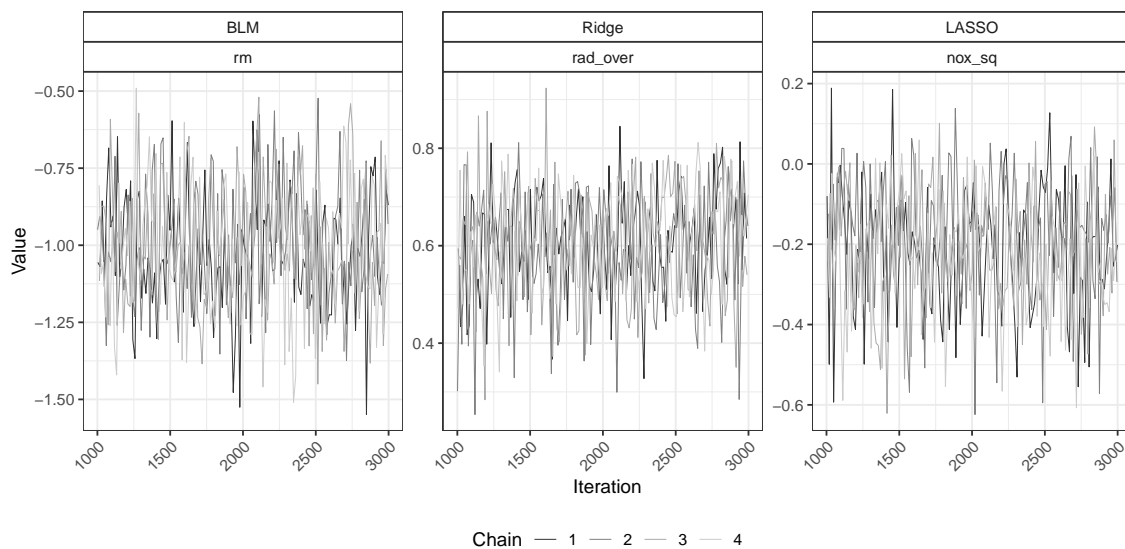 BLM Ridge LASSO
rm rad_over nox_sq
−0.50
−0.75
−1.00
−1.25
−1.50
0.8
0.6
0.4
0.2
0.0
−0.2
−0.4
−0.6
Value
1000 1500 2000 2500 3000 1000 1500 2000 2500 3000 1000 1500 2000 2500 3000
Iteration
Chain 1 2 3 4